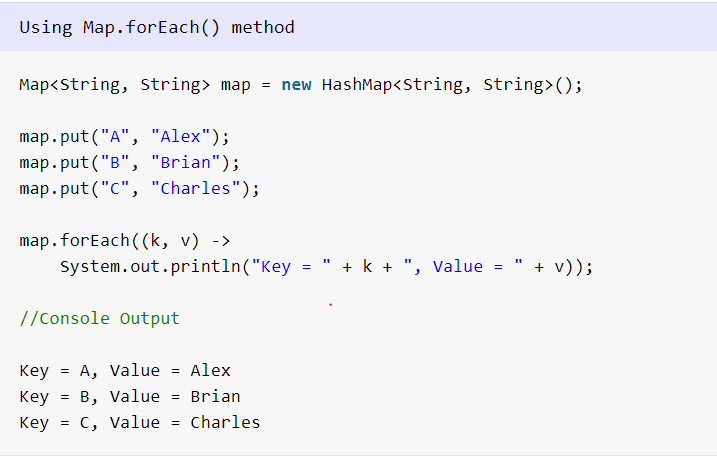 Using Map.forEach() method
Map<String, String> map = new HashMap<String, String>();
map.put("A", "Alex");
map.put("B", "Brian");
map.put("C", "Charles");
map.forEach((k, v) ->
System.out.println("Key = " + k + ", Value = " + v));
//Console Output
Key = A, Value = Alex
Key = B, Value = Brian
Key = C, Value = Charles